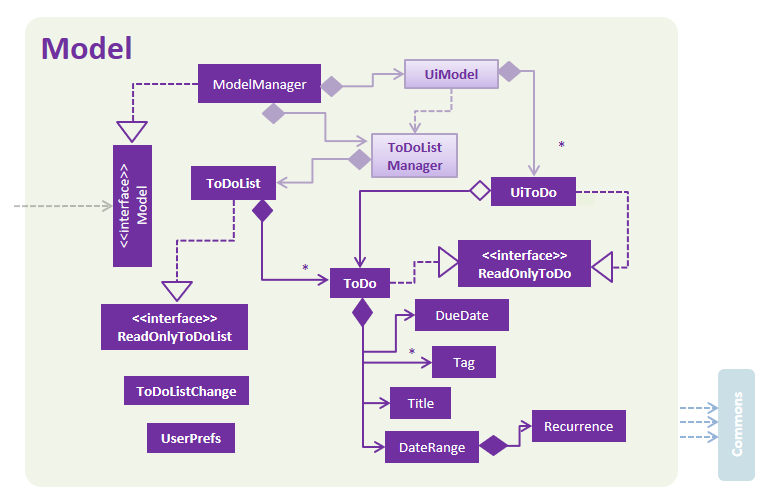 Model
ModelManager
UiModel
ToDoList
Manager
*
<<interface>>
Model
ToDoList
UiToDo
<<interface>>
ReadOnlyToDo
*
ToDo
<<interface>>
ReadOnlyToDoList
DueDate
*
Tag
ToDoListChange
Title
UserPrefs
DateRange
Recurrence
Commons